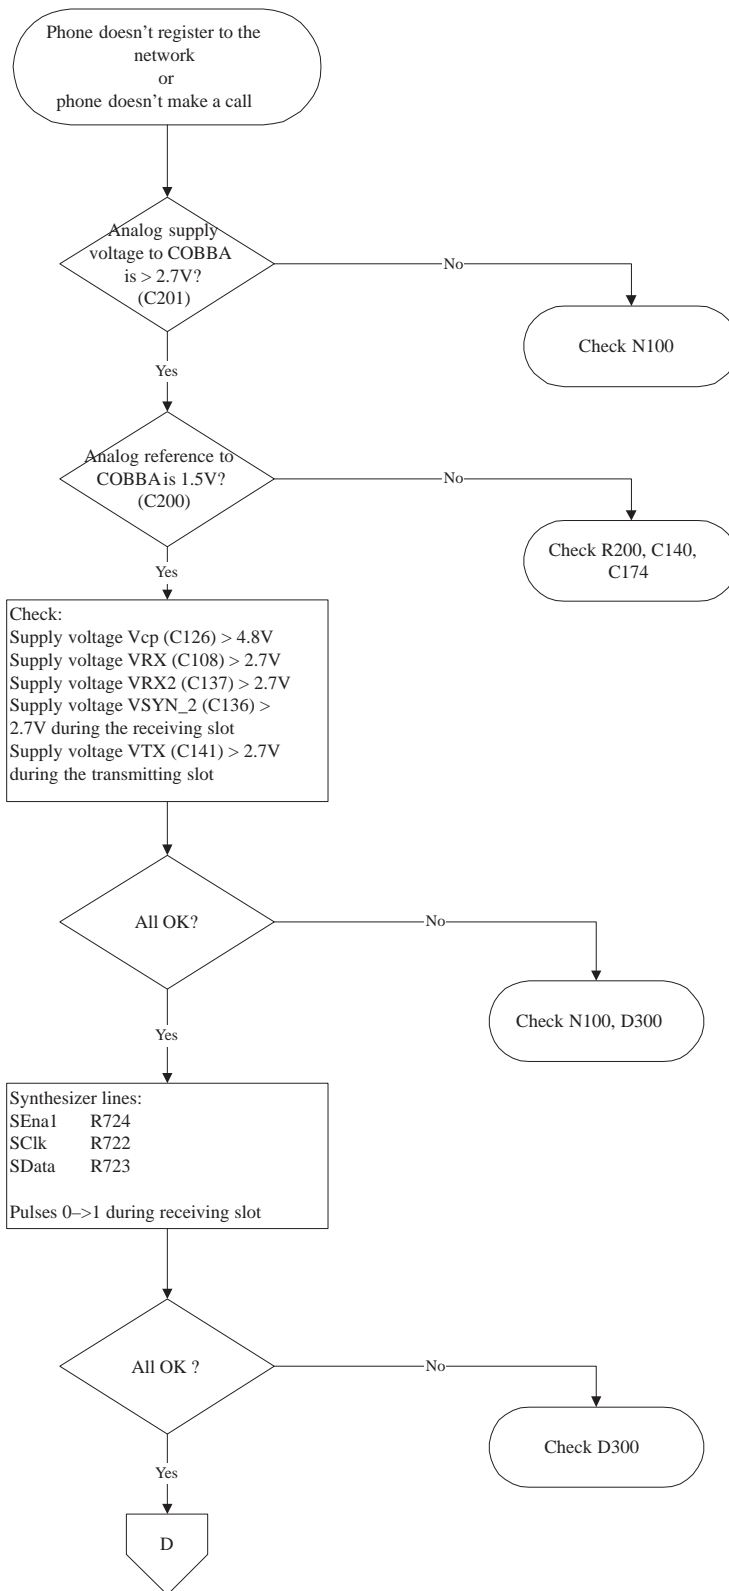 Phone doesn't register to the
network
or
phone doesn't make a call
Analog supply
voltage to COBBA
is > 2.7V?
(C201)
No
Check N100
Yes
Analog reference to
COBBA is 1.5V?
(C200)
No
Check R200, C140,
C174
Yes
Check:
Supply voltage Vcp (C126) > 4.8V
Supply voltage VRX (C108) > 2.7V
Supply voltage VRX2 (C137) > 2.7V
Supply voltage VSYN_2 (C136) >
2.7V during the receiving slot
Supply voltage VTX (C141) > 2.7V
during the transmitting slot
All OK?
No
Check N100, D300
Yes
Synthesizer lines:
SEna1 R724
SClk R722
SData R723
Pulses 0–>1 during receiving slot
All OK ?
No
Check D300
Yes
D